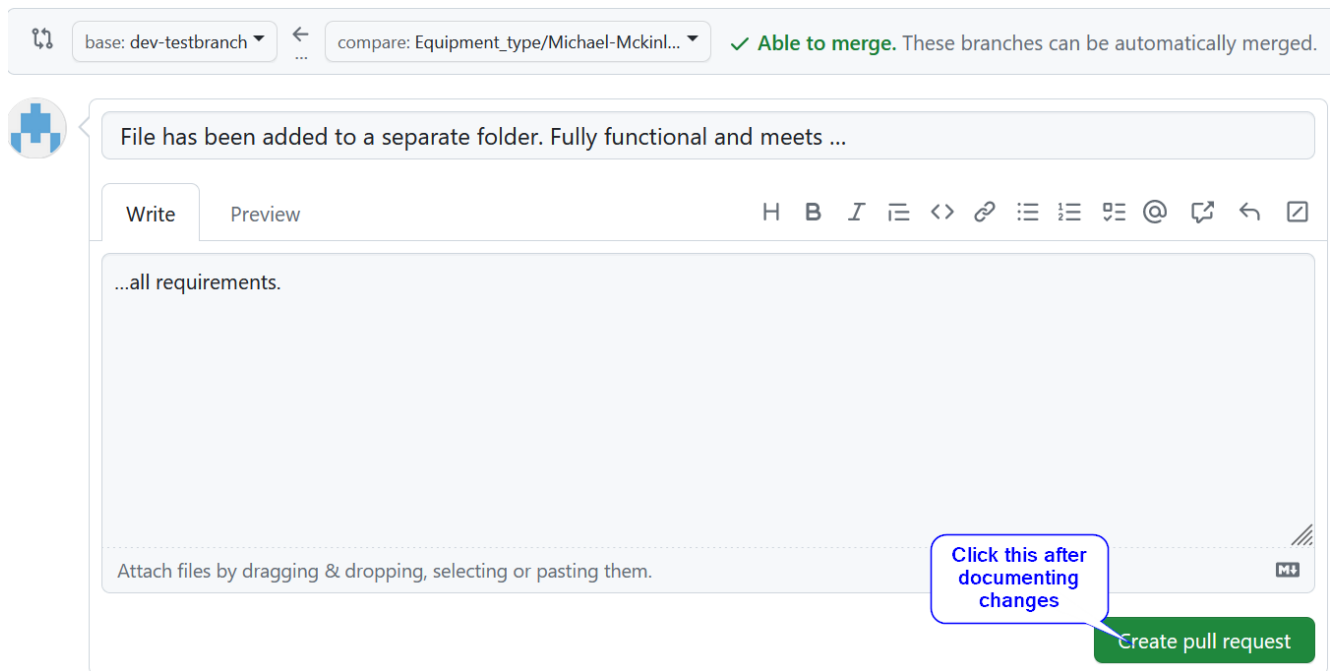 base: dev-testbranch ... compare: Equipment_type/Michael-Mckinl... Able to merge. These branches can be automatically merged.
File has been added to a separate folder. Fully functional and meets ...
Write Preview
...all requirements.
Attach files by dragging & dropping, selecting or pasting them.
Click this after
documenting
changes
Create pull request